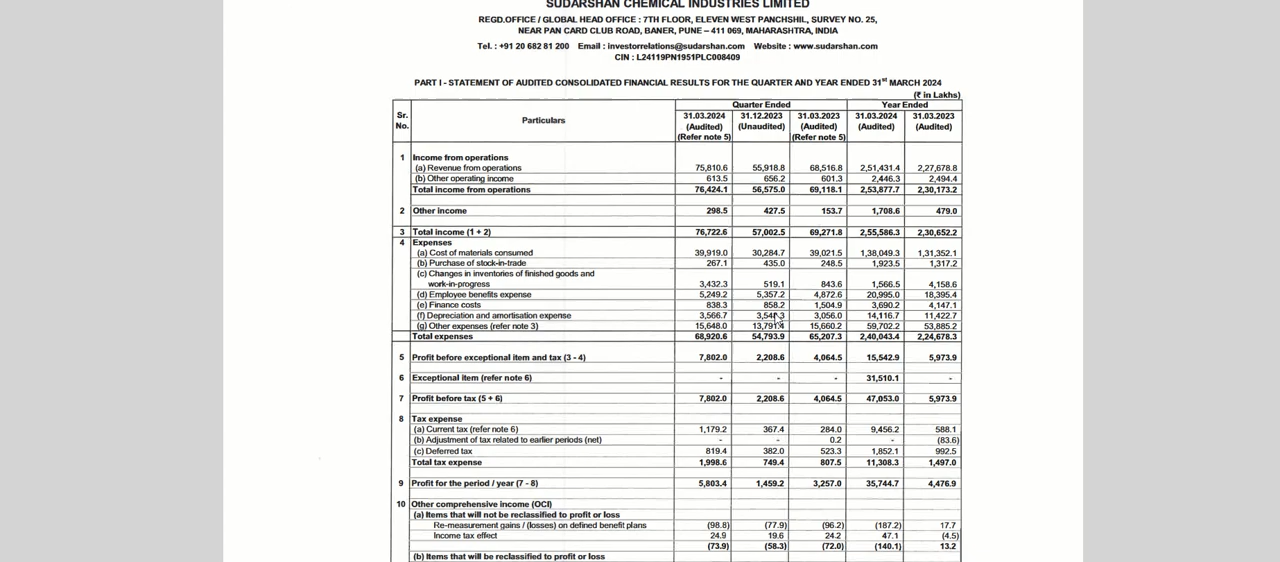 SUDARSHAN CHEMICAL INDUSTRIES LIMITED
REGD.OFFICE / GLOBAL HEAD OFFICE : 7TH FLOOR, ELEVEN WEST PANCHSHIL, SURVEY NO. 25,
NEAR PAN CARD CLUB ROAD, BANER, PUNE – 411 069, MAHARASHTRA, INDIA
Tel. : +91 20 682 81 200 Email : investorrelations@sudarshan.com Website : www.sudarshan.com
CIN : L24119PN1951PLC008409
PART I - STATEMENT OF AUDITED CONSOLIDATED FINANCIAL RESULTS FOR THE QUARTER AND YEAR ENDED 31st MARCH 2024
(₹ in Lakhs)
Sr. No. Particulars Quarter Ended Year Ended
31.03.2024 31.12.2023 31.03.2023 31.03.2024 31.03.2023
(Audited) (Unaudited) (Audited) (Audited) (Audited)
(Refer note 5) (Refer note 5)
1 Income from operations
(a) Revenue from operations 75,810.6 55,918.8 68,516.8 2,51,431.4 2,27,678.8
(b) Other operating income 613.5 656.2 601.3 2,446.3 2,494.4
Total income from operations 76,424.1 56,575.0 69,118.1 2,53,877.7 2,30,173.2
2 Other income 298.5 427.5 153.7 1,708.6 479.0
3 Total income (1 + 2) 76,722.6 57,002.5 69,271.8 2,55,586.3 2,30,652.2
4 Expenses
(a) Cost of materials consumed 39,919.0 30,284.7 39,021.5 1,38,049.3 1,31,352.1
(b) Purchase of stock-in-trade 267.1 435.0 248.5 1,923.5 1,317.2
(c) Changes in inventories of finished goods and
work-in-progress 3,432.3 519.1 843.6 1,566.5 4,158.6
(d) Employee benefits expense 5,249.2 5,357.2 4,872.6 20,995.0 18,395.4
(e) Finance costs 838.3 858.2 1,504.9 3,690.2 4,147.1
(f) Depreciation and amortisation expense 3,566.7 3,056.0 14,116.7 11,422.7
(g) Other expenses (refer note 3) 15,648.0 15,660.2 59,702.2 53,885.2
Total expenses 68,920.6 54,793.9 65,207.3 2,40,043.4 2,24,678.3
5 Profit before exceptional item and tax (3 - 4) 7,802.0 2,208.6 4,064.5 15,542.9 5,973.9
6 Exceptional item (refer note 6) - - - 31,510.1 -
7 Profit before tax (5 + 6) 7,802.0 2,208.6 4,064.5 47,053.0 5,973.9
8 Tax expense
(a) Current tax (refer note 6) 1,179.2 367.4 284.0 9,456.2 588.1
(b) Adjustment of tax related to earlier periods (net) - - 0.2 - (83.6)
(c) Deferred tax 819.4 382.0 523.3 1,852.1 992.5
Total tax expense 1,998.6 749.4 807.5 11,308.3 1,497.0
9 Profit for the period / year (7 - 8) 5,803.4 1,459.2 3,257.0 35,744.7 4,476.9
10 Other comprehensive income (OCI)
(a) Items that will not be reclassified to profit or loss
Re-measurement gains / (losses) on defined benefit plans (98.8) (77.9) (96.2) (187.2) 17.7
Income tax effect 24.9 19.6 24.2 47.1 (4.5)
(73.9) (58.3) (72.0) (140.1) 13.2
(b) Items that will be reclassified to profit or loss